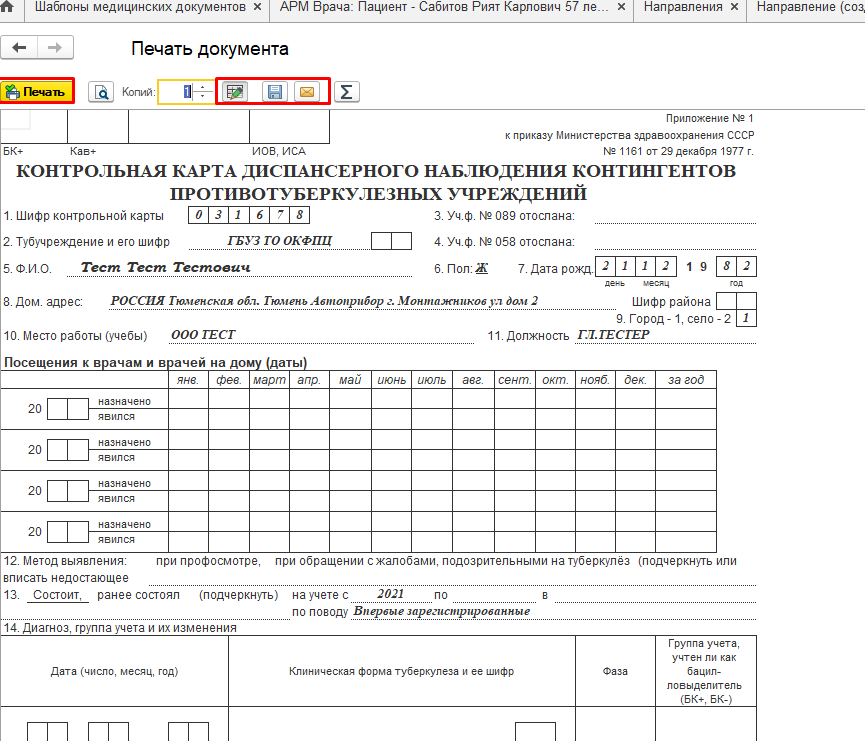 Шаблоны медицинских документов × АРМ Врача: Пациент - Сабитов Рият Карлович 57 ле... × Направления × Направление (соз
Печать документа
Печать Копий: 1 Σ
Приложение № 1
к приказу Министерства здравоохранения СССР
БК+ Кав+ ИОВ, ИСА № 1161 от 29 декабря 1977 г.
КОНТРОЛЬНАЯ КАРТА ДИСПАНСЕРНОГО НАБЛЮДЕНИЯ КОНТИНГЕНТОВ
ПРОТИВОТУБЕРКУЛЕЗНЫХ УЧРЕЖДЕНИЙ
1. Шифр контрольной карты 0 3 1 6 7 8 3. Уч.ф. № 089 отослана:
2. Тубучреждение и его шифр ГБУЗ ТО ОКФПЦ 4. Уч.ф. № 058 отослана:
5. Ф.И.О. Тест Тест Тестович 6. Пол: Ж 7. Дата рожд. 2 1 1 2 1 9 8 2
день месяц год
8. Дом. адрес: РОССИЯ Тюменская обл. Тюмень Автоприбор г. Монтажников ул дом 2 Шифр района
9. Город - 1, село - 2 1
10. Место работы (учебы) ООО ТЕСТ 11. Должность ГЛ.ТЕСТЕР
Посещения к врачам и врачей на дому (даты)
янв. фев. март апр. май июнь июль авг. сент. окт. нояб. дек. за год
20 назначено
явился
20 назначено
явился
20 назначено
явился
20 назначено
явился
12. Метод выявления: при профосмотре, при обращении с жалобами, подозрительными на туберкулёз (подчеркнуть или
вписать недостающее
13. Состоит, ранее состоял (подчеркнуть) на учете с 2021 по в
по поводу Впервые зарегистрированные
14. Диагноз, группа учета и их изменения
Дата (число, месяц, год) Клиническая форма туберкулеза и ее шифр Фаза Группа учета,
учтен ли как
бацил-
ловыделитель
(БК+, БК-)